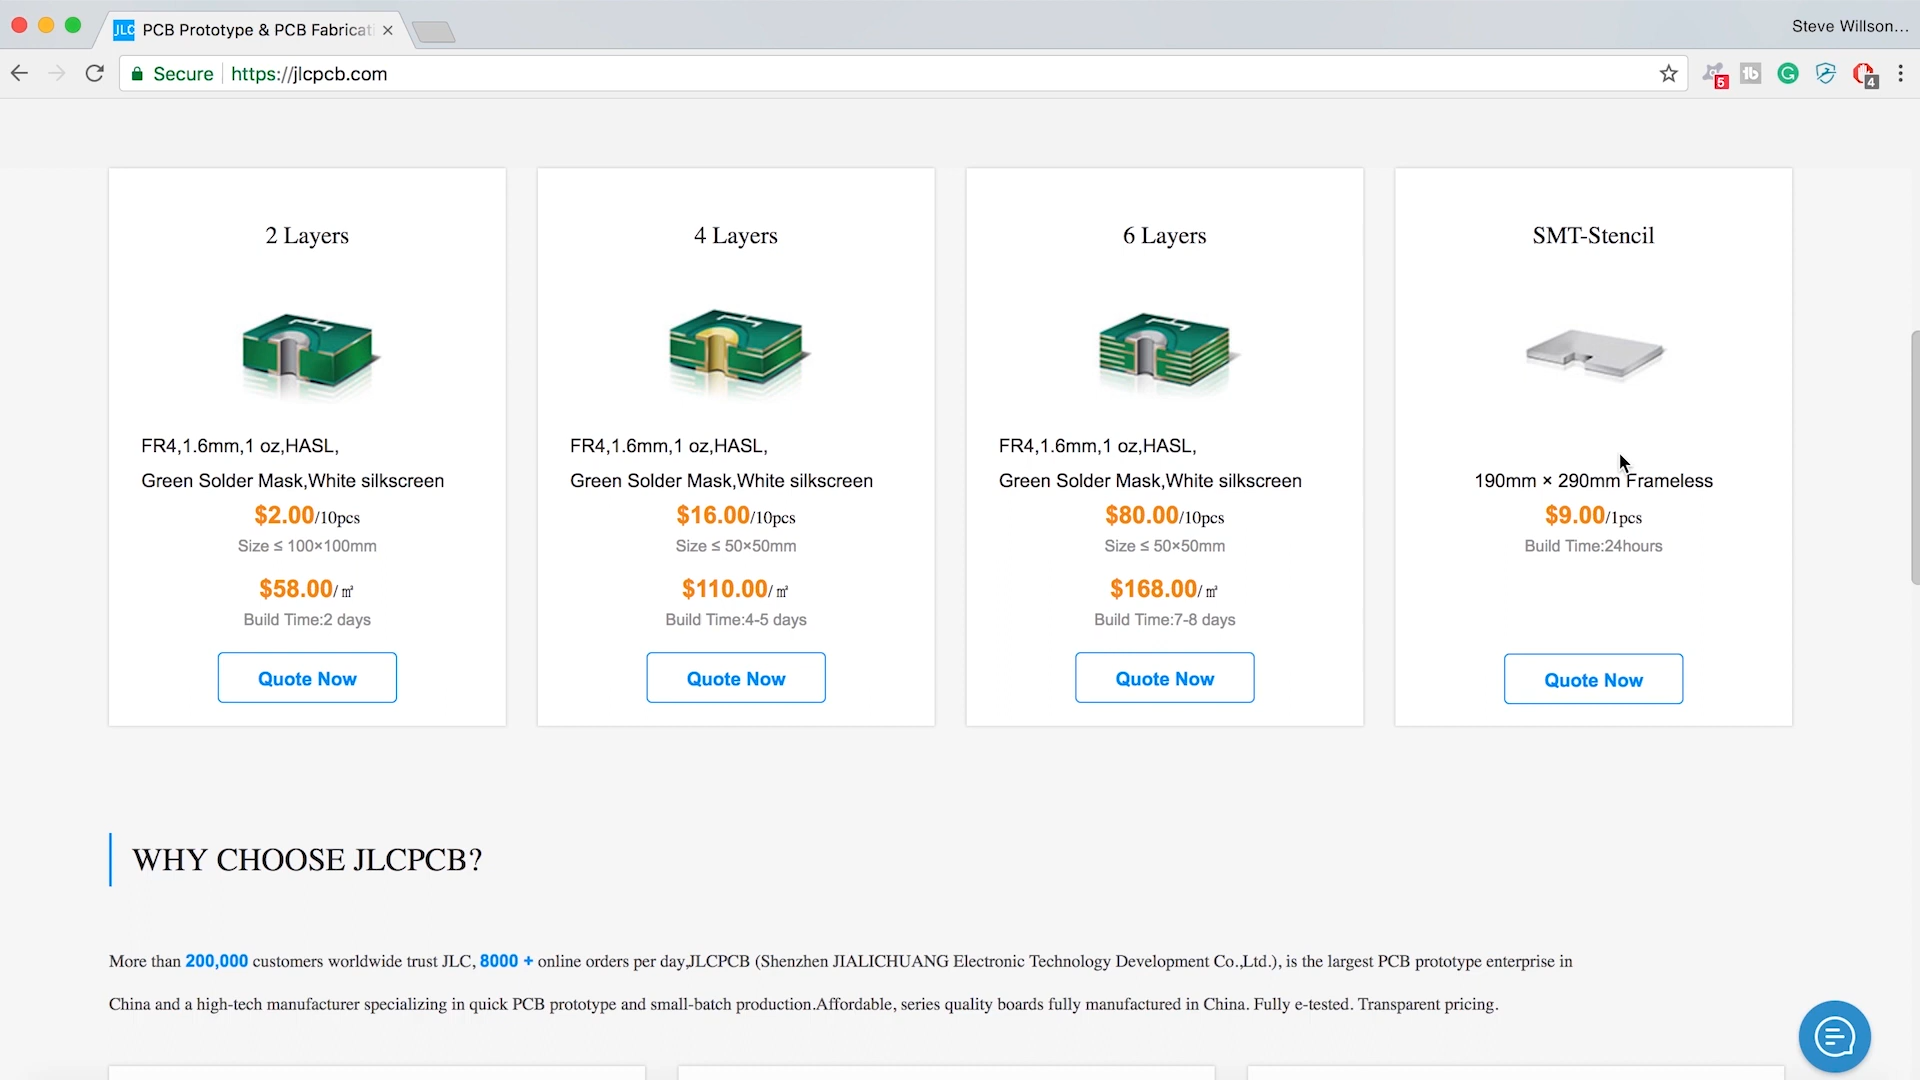 JLC PCB Prototype & PCB Fabricati
Steve Willson...
Secure https://jlcpcb.com
5
tb
G
4
2 Layers
FR4,1.6mm,1 oz,HASL,
Green Solder Mask,White silkscreen
$2.00/10pcs
Size ≤ 100×100mm
$58.00/㎡
Build Time:2 days
Quote Now
4 Layers
FR4,1.6mm,1 oz,HASL,
Green Solder Mask,White silkscreen
$16.00/10pcs
Size ≤ 50×50mm
$110.00/㎡
Build Time:4-5 days
Quote Now
6 Layers
FR4,1.6mm,1 oz,HASL,
Green Solder Mask,White silkscreen
$80.00/10pcs
Size ≤ 50×50mm
$168.00/㎡
Build Time:7-8 days
Quote Now
SMT-Stencil
190mm × 290mm Frameless
$9.00/1pcs
Build Time:24hours
Quote Now
WHY CHOOSE JLCPCB?
More than 200,000 customers worldwide trust JLC, 8000 + online orders per day,JLCPCB (Shenzhen JIALICHUANG Electronic Technology Development Co.,Ltd.), is the largest PCB prototype enterprise in
China and a high-tech manufacturer specializing in quick PCB prototype and small-batch production.Affordable, series quality boards fully manufactured in China. Fully e-tested. Transparent pricing.